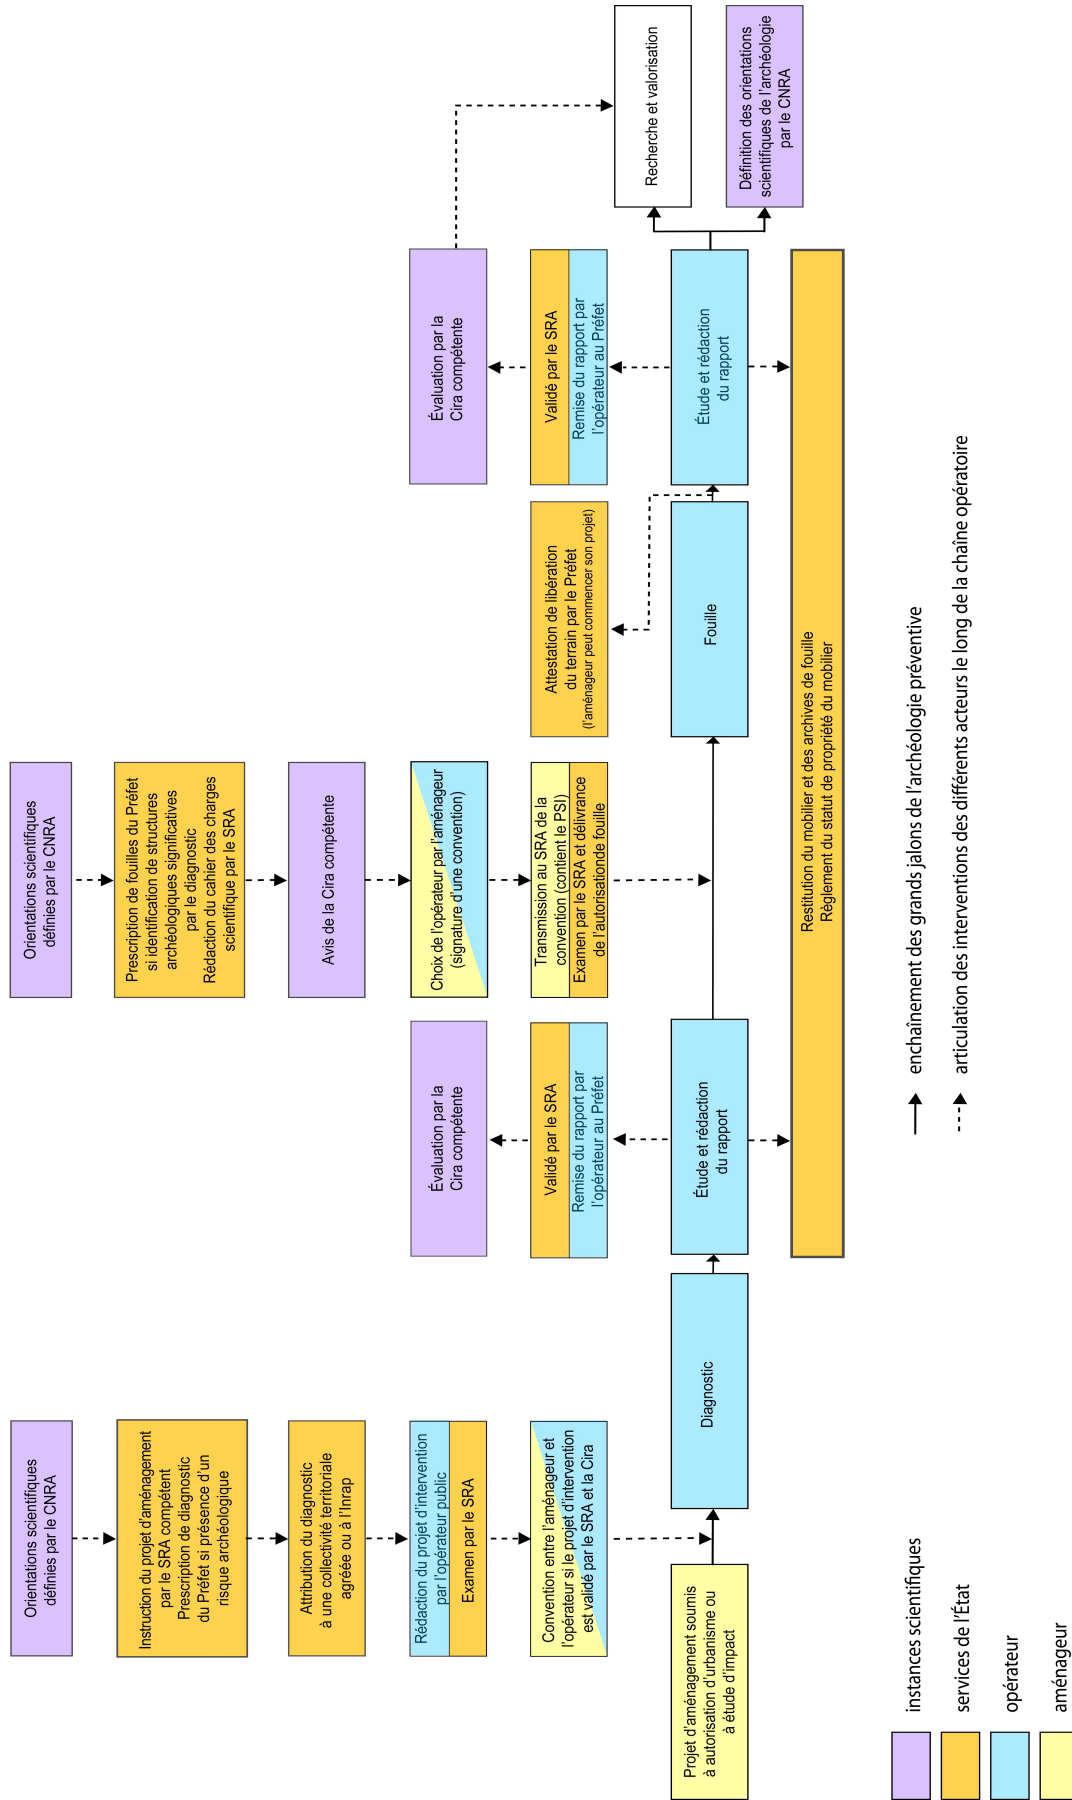 Orientations scientifiques
définies par le CNRA
Instruction du projet d'aménagement
par le SRA compétent
Prescription de diagnostic
du Préfet si présence d'un
risque archéologique
Attribution du diagnostic
à une collectivité territoriale
agréée ou à l'Inrap
Rédaction du projet d'intervention
par l'opérateur public
Examen par le SRA
Convention entre l'aménageur et
l'opérateur si le projet d'intervention
est validé par le SRA et la Cira
Projet d'aménagement soumis
à autorisation d'urbanisme ou
à étude d'impact
Diagnostic
Évaluation par la
Cira compétente
Validé par le SRA
Remise du rapport par
l'opérateur au Préfet
Étude et rédaction
du rapport
Orientations scientifiques
définies par le CNRA
Prescription de fouilles du Préfet
si identification de structures
archéologiques significatives
par le diagnostic
Rédaction du cahier des charges
scientifique par le SRA
Avis de la Cira compétente
Choix de l'opérateur par l'aménageur
(signature d'une convention)
Transmission au SRA de la
convention (contient le PSI)
Examen par le SRA et délivrance
de l'autorisationde fouille
Attestation de libération
du terrain par le Préfet
(l'aménageur peut commencer son projet)
Fouille
Évaluation par la
Cira compétente
Validé par le SRA
Remise du rapport par
l'opérateur au Préfet
Étude et rédaction
du rapport
Recherche et valorisation
Définition des orientations
scientifiques de l'archéologie
par le CNRA
Restitution du mobilier et des archives de fouille
Règlement du statut de propriété du mobilier
instances scientifiques
services de l'État
opérateur
aménageur
enchaînement des grands jalons de l'archéologie préventive
articulation des interventions des différents acteurs le long de la chaîne opératoire